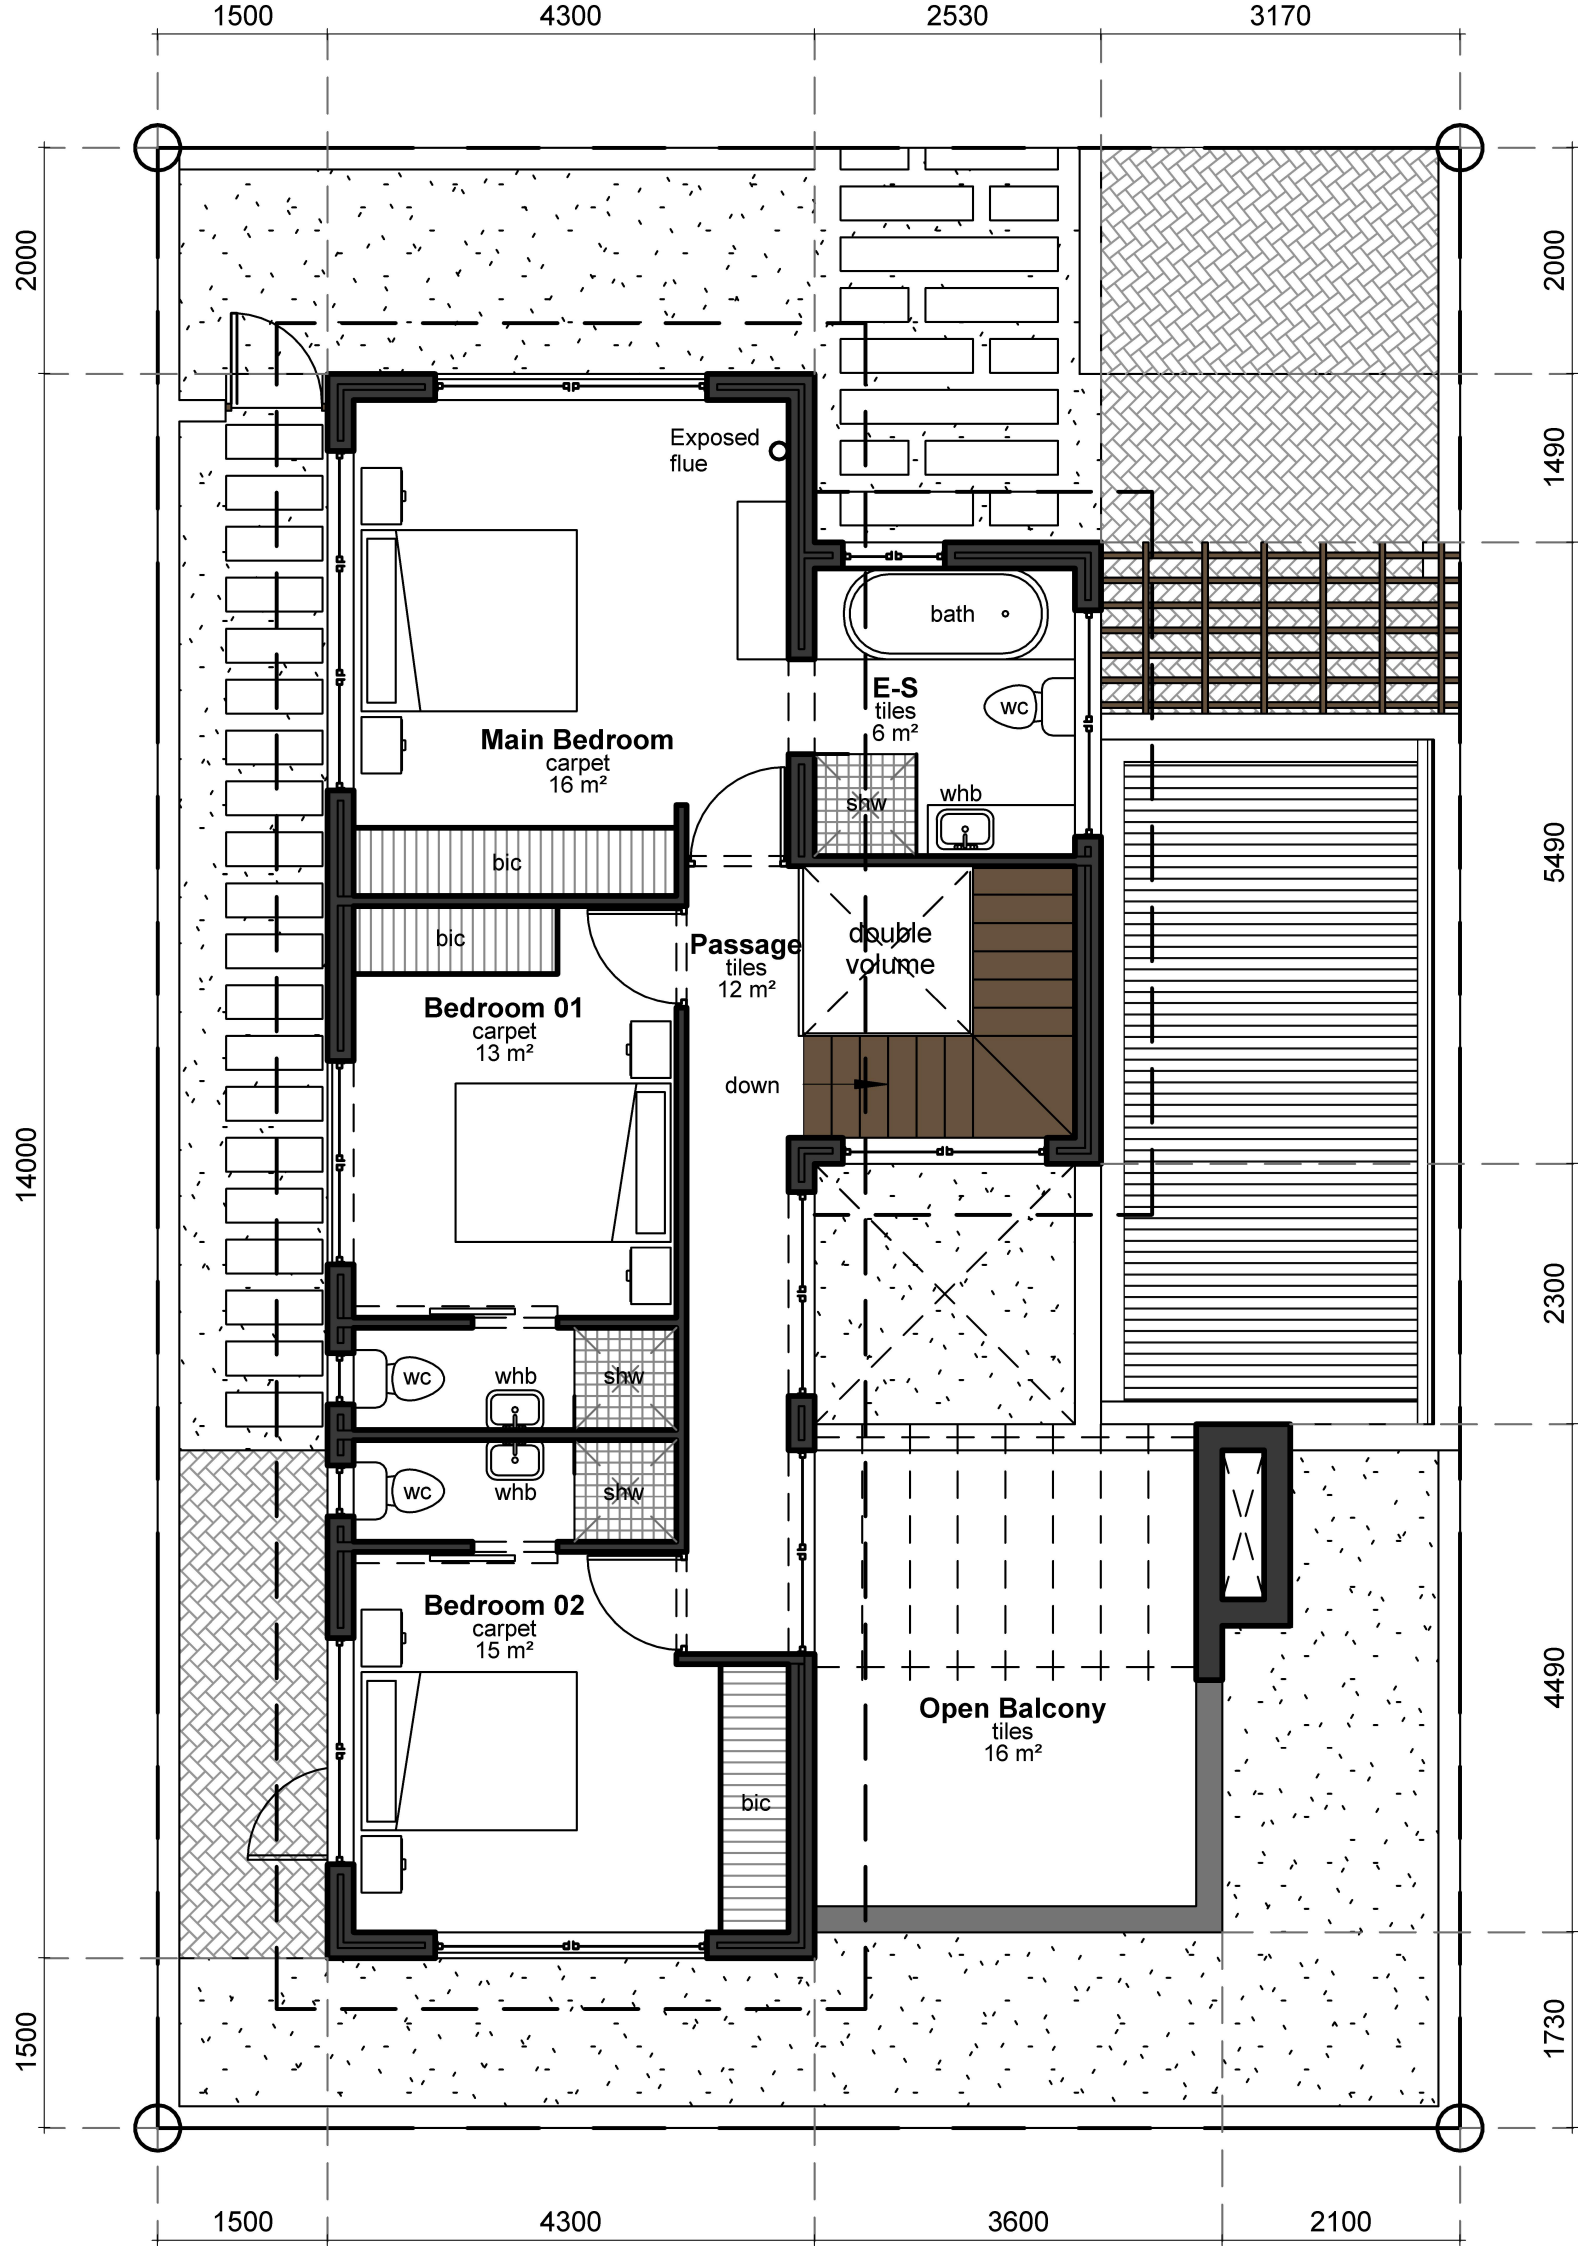 1500 4300 2530 3170
2000
2000
Exposed
flue
1490
bath
E-S
tiles
6 m²
wc
Main Bedroom
carpet
16 m²
shw
whb
bic
5490
bic
Passage
tiles
12 m²
double
volume
Bedroom 01
carpet
13 m²
down
14000
2300
wc
whb
shw
wc
whb
shw
Bedroom 02
carpet
15 m²
4490
Open Balcony
tiles
16 m²
bic
1500
1730
1500 4300 3600 2100